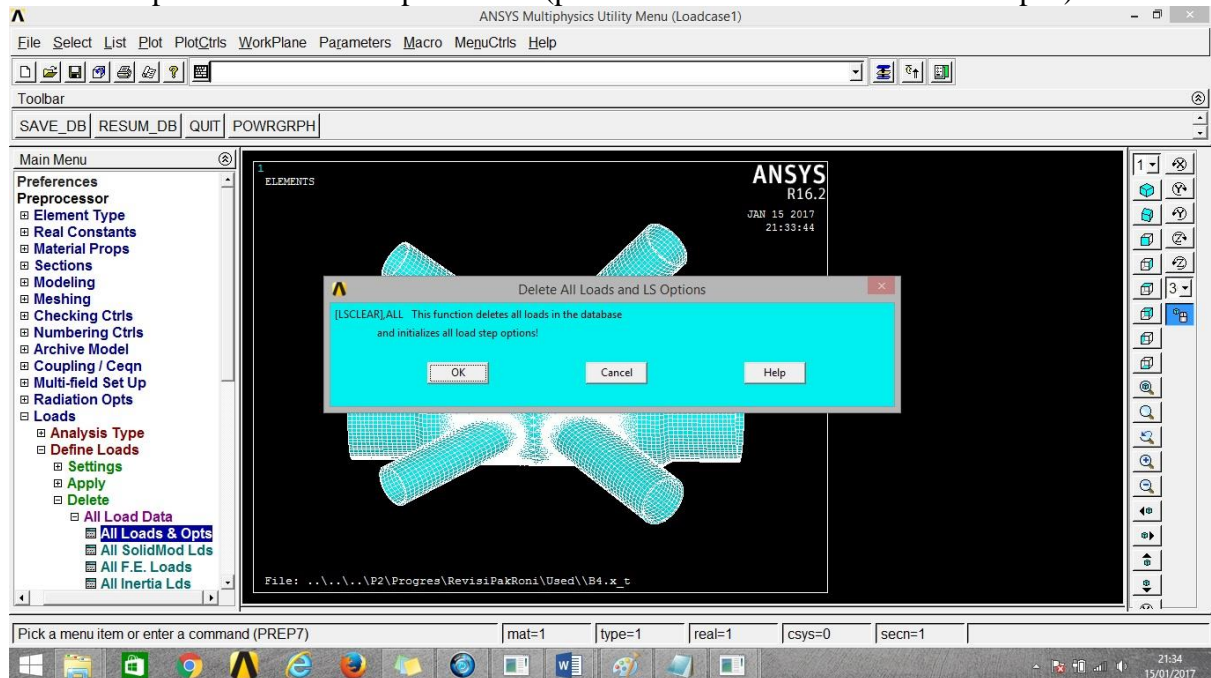 ANSYS Multiphysics Utility Menu (Loadcase1)
File Select List Plot PlotCtrls WorkPlane Parameters Macro MenuCtrls Help
Toolbar
SAVE_DB RESUM_DB QUIT POWRGRPH
Main Menu
Preferences
Preprocessor
Element Type
Real Constants
Material Props
Sections
Modeling
Meshing
Checking Ctrls
Numbering Ctrls
Archive Model
Coupling / Ceqn
Multi-field Set Up
Radiation Opts
Loads
Analysis Type
Define Loads
Settings
Apply
Delete
All Load Data
All Loads & Opts
All SolidMod Lds
All F.E. Loads
All Inertia Lds
1
ELEMENTS
ANSYS
R16.2
JAN 15 2017
21:33:44
Delete All Loads and LS Options
[LSCLEAR],ALL This function deletes all loads in the database
and initializes all load step options!
OK Cancel Help
File: ..\..\..\P2\Progres\RevisiPakRoni\Used\\B4.x_t
1
3
Pick a menu item or enter a command (PREP7) mat=1 type=1 real=1 csys=0 secn=1
21:34
15/01/2017